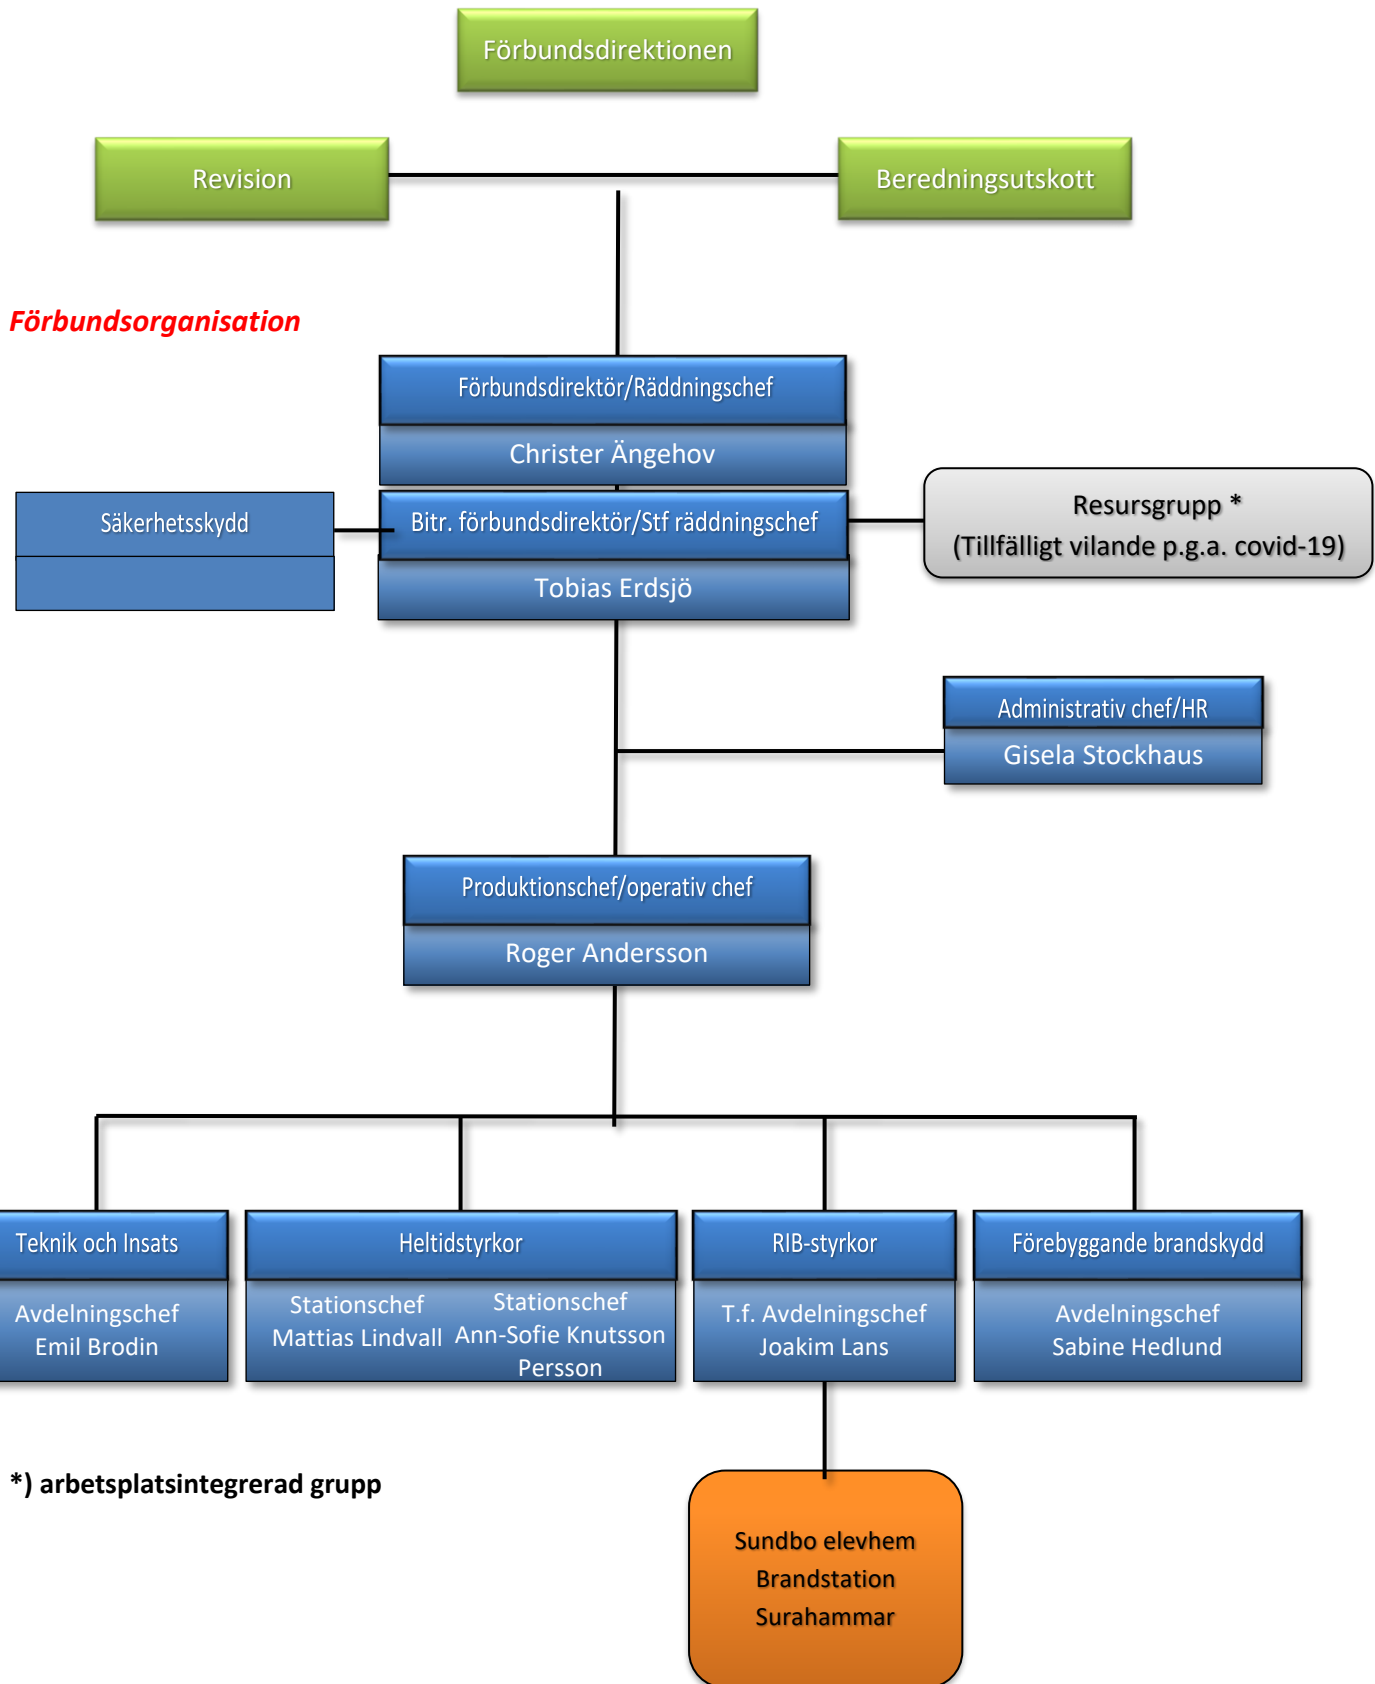 Förbundsdirektionen
Revision
Beredningsutskott
Förbundsorganisation
Förbundsdirektör/Räddningschef
Christer Ängehov
Säkerhetsskydd
Bitr. förbundsdirektör/Stf räddningschef
Tobias Erdsjö
Resursgrupp *
(Tillfälligt vilande p.g.a. covid-19)
Administrativ chef/HR
Gisela Stockhaus
Produktionschef/operativ chef
Roger Andersson
Teknik och Insats
Avdelningschef
Emil Brodin
Heltidstyrkor
Stationschef
Mattias Lindvall
Stationschef
Ann-Sofie Knutsson
Persson
RIB-styrkor
T.f. Avdelningschef
Joakim Lans
Förebyggande brandskydd
Avdelningschef
Sabine Hedlund
*) arbetsplatsintegrerad grupp
Sundbo elevhem
Brandstation
Surahammar